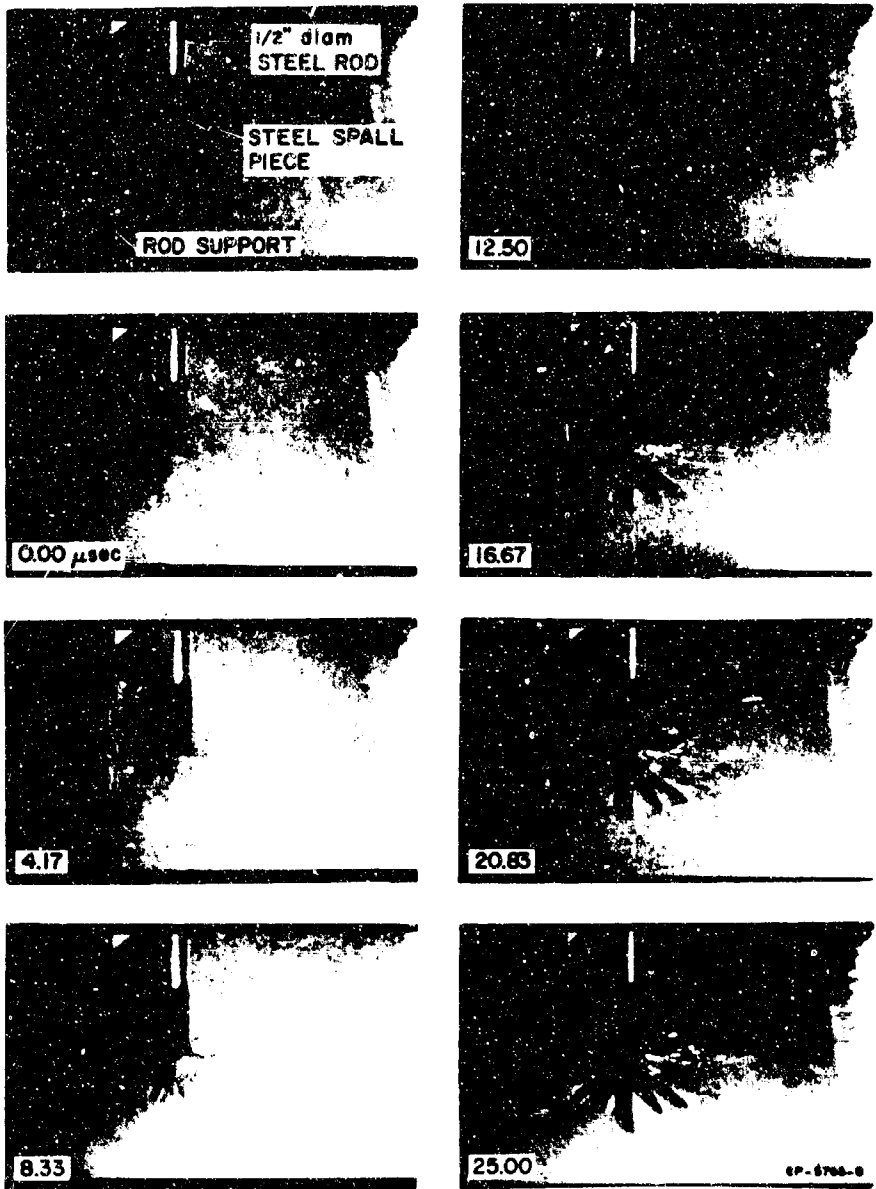 1/2" diam
STEEL ROD
STEEL SPALL
PIECE
ROD SUPPORT
0.00 μsec
4.17
8.33
12.50
16.67
20.83
25.00